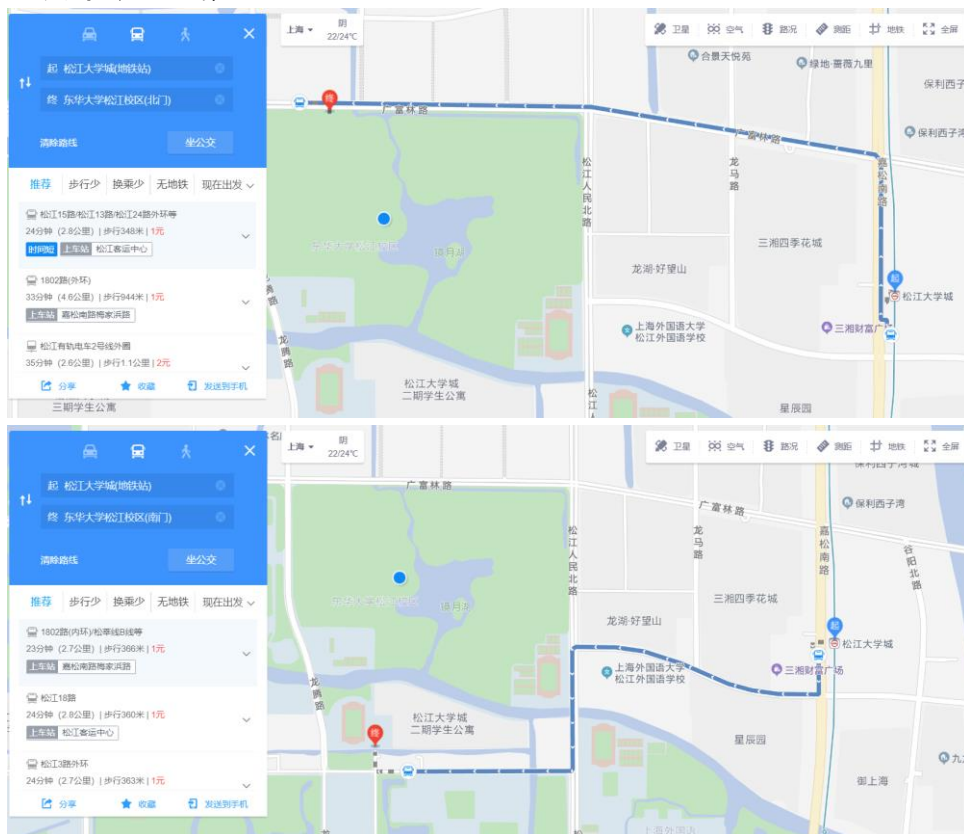 起 松江大学城(地铁站)
终 东华大学松江校区(北门)
清除路线
坐公交
推荐 步行少 换乘少 无地铁 现在出发
松江15路/松江13路/松江24路外环等
24分钟 (2.8公里) | 步行348米 | 1元
时间短 上车站 松江客运中心
1802路(外环)
33分钟 (4.6公里) | 步行944米 | 1元
上车站 嘉松南路梅家浜路
松江有轨电车2号线外圈
35分钟 (2.6公里) | 步行1.1公里 | 2元
分享 收藏 发送到手机
三期学生公寓
上海
阴
22/24℃
卫星 空气 路况 测距 地铁 全屏
合景天悦苑
绿地·蔷薇九里
保利西子
保利西子湾
终
广富林路
广富林路
松江人民北路
龙马路
嘉松南路
镜月湖
三湘四季花城
龙湖·好望山
起
松江大学城
三湘财富广
上海外国语大学
松江外国语学校
龙腾路
松江大学城
二期学生公寓
松江
星辰园
起 松江大学城(地铁站)
终 东华大学松江校区(南门)
清除路线
坐公交
推荐 步行少 换乘少 无地铁 现在出发
1802路(内环)/松莘线B线等
23分钟 (2.7公里) | 步行386米 | 1元
上车站 嘉松南路梅家浜路
松江18路
24分钟 (2.8公里) | 步行360米 | 1元
上车站 松江客运中心
松江3路外环
24分钟 (2.7公里) | 步行363米 | 1元
分享 收藏 发送到手机
上海
阴
22/24℃
卫星 空气 路况 测距 地铁 全屏
广富林路
广富林路
保利西子湾
松江人民北路
龙马路
嘉松南路
谷阳北路
镜月湖
三湘四季花城
龙湖·好望山
起
松江大学城
三湘财富广场
上海外国语大学
松江外国语学校
龙腾路
终
松江大学城
二期学生公寓
星辰园
御上海
上海外国语